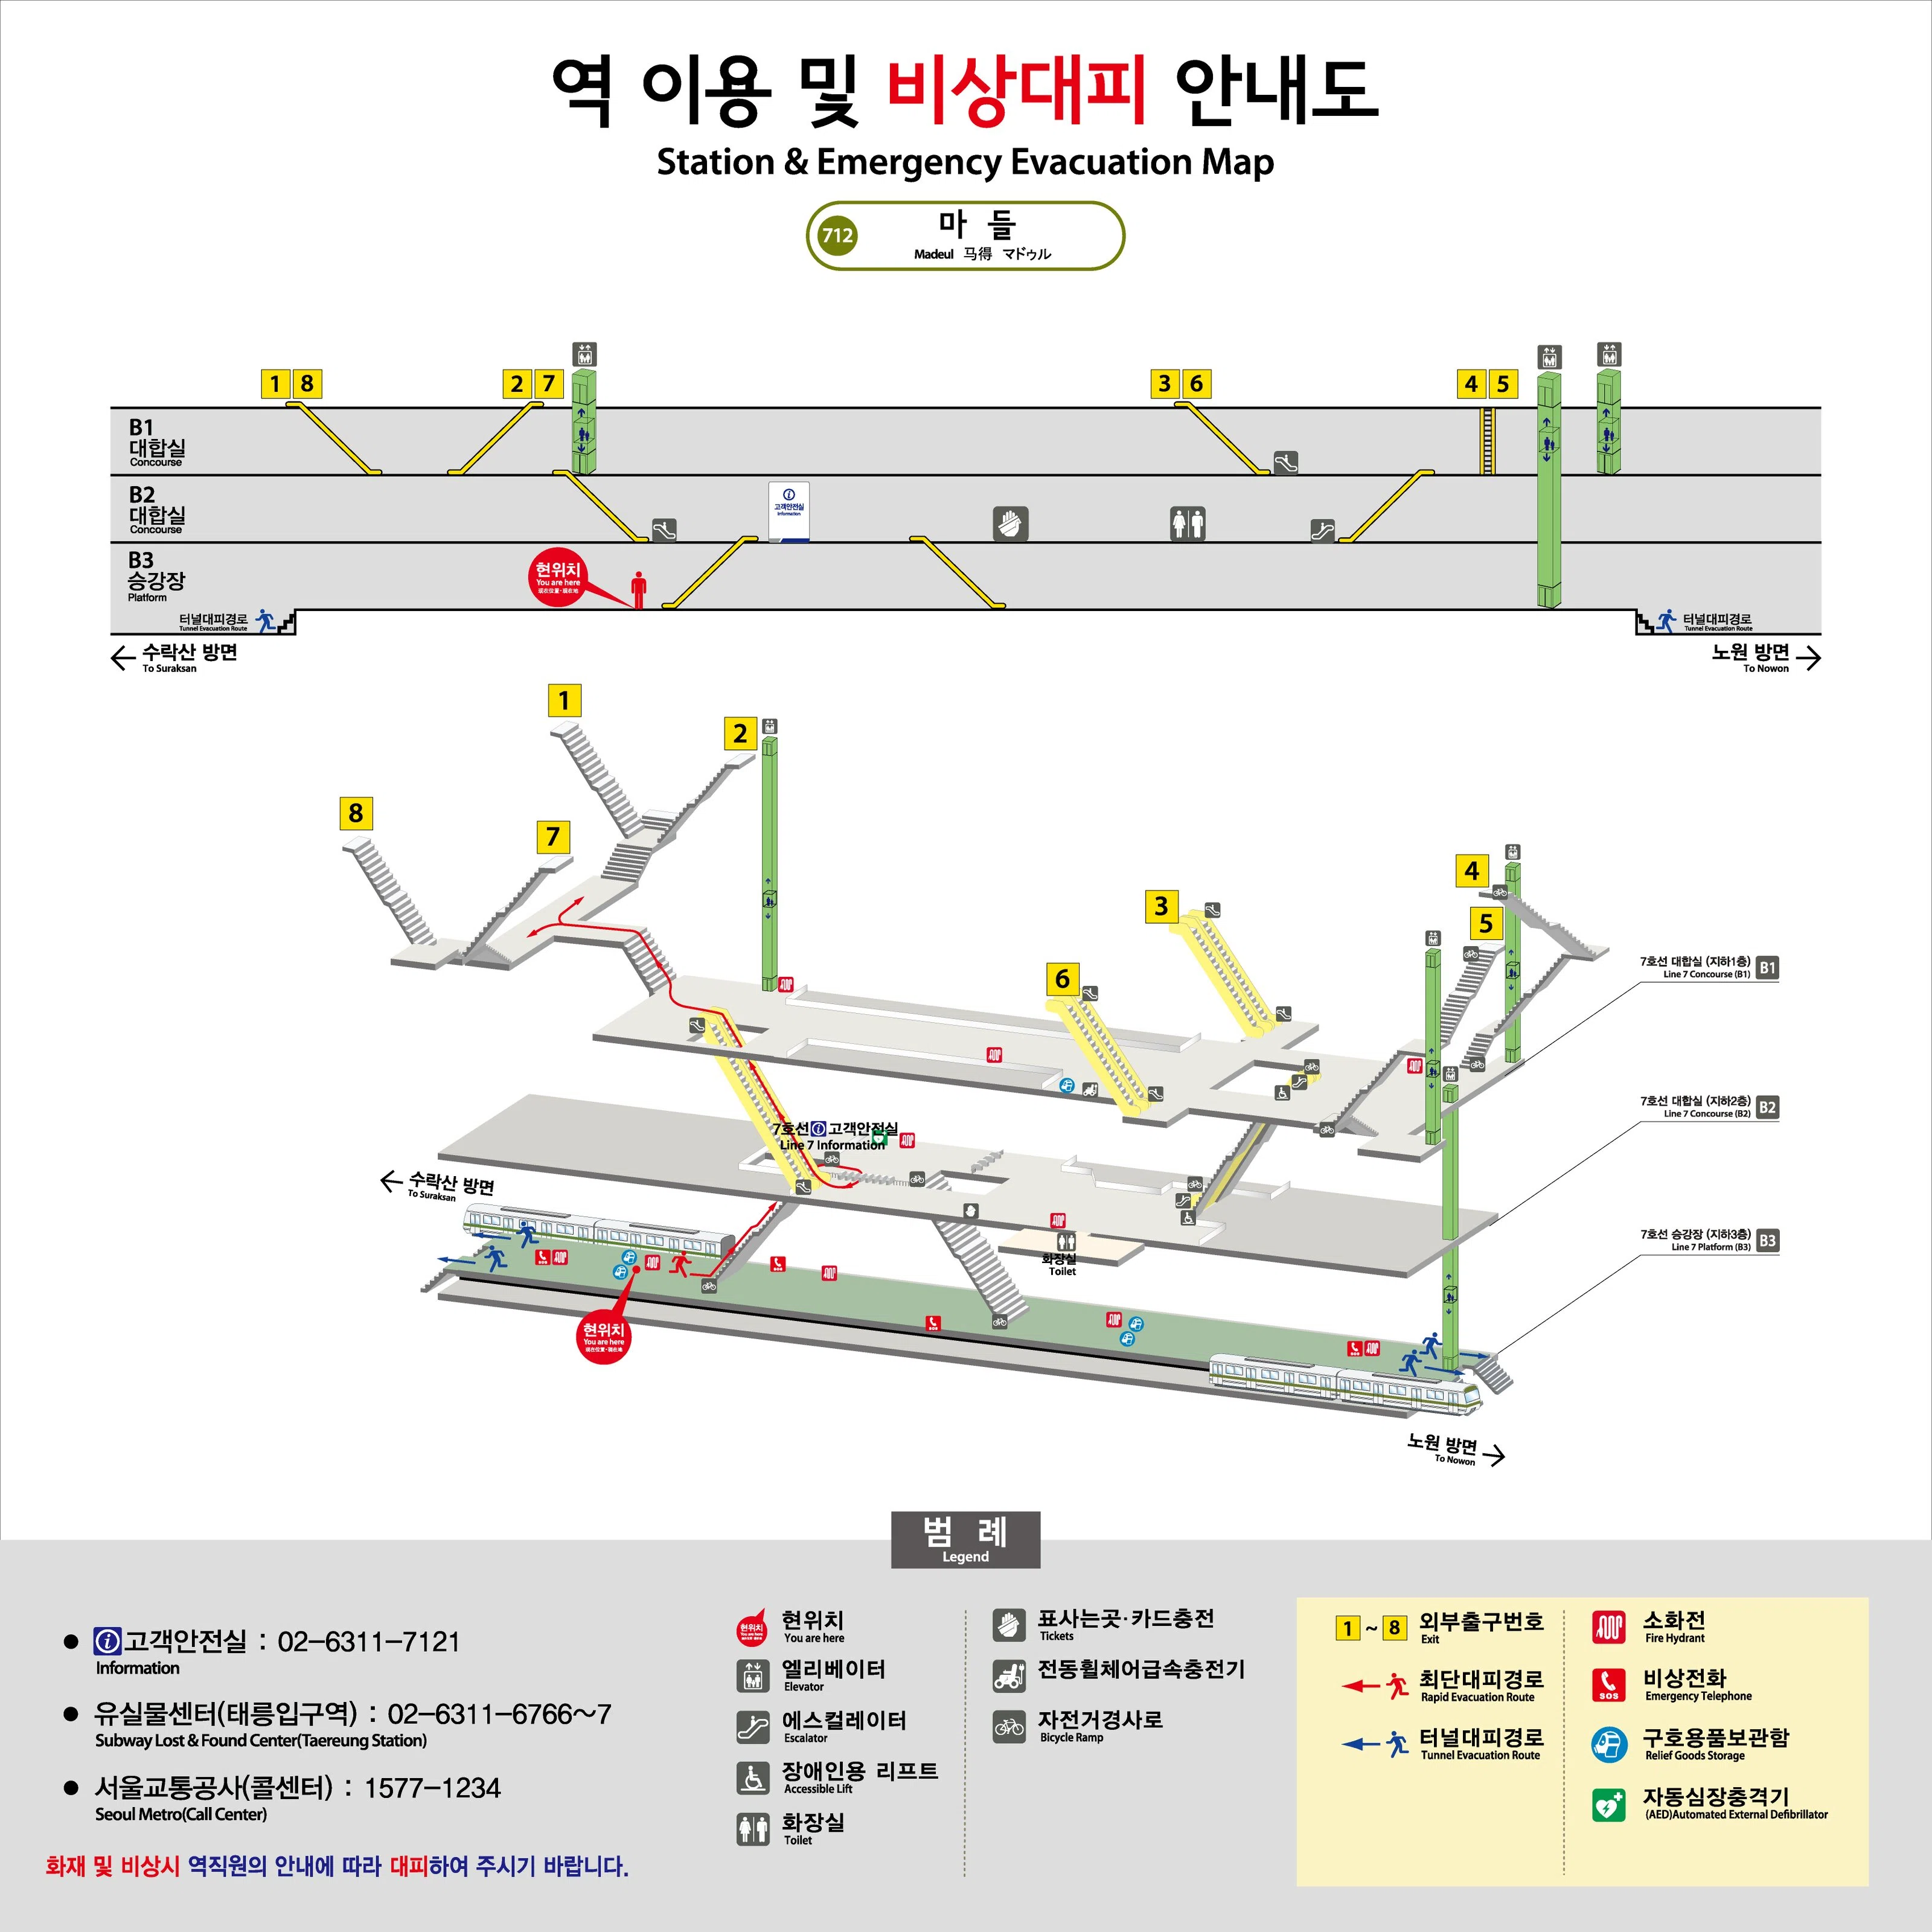 역 이용 및 비상대피 안내도
Station & Emergency Evacuation Map
712
마 들
Madeul 马得 マドゥル
1 8
2 7
3 6
4 5
B1
대합실
Concourse
B2
대합실
Concourse
고객안전실
Information
B3
승강장
Platform
현위치
You are here
터널대피경로
Tunnel Evacuation Route
터널대피경로
Tunnel Evacuation Route
수락산 방면
To Suraksan
노원 방면
To Nowon
1
2
8
7
4
3
5
6
7호선 대합실 (지하1층) B1
Line 7 Concourse (B1)
7호선 대합실 (지하2층) B2
Line 7 Concourse (B2)
7호선 고객안전실
Line 7 Information
수락산 방면
To Suraksan
7호선 승강장 (지하3층) B3
Line 7 Platform (B3)
화장실
Toilet
현위치
You are here
노원 방면
To Nowon
범 례
Legend
● 고객안전실 : 02-6311-7121
Information
● 유실물센터(태릉입구역) : 02-6311-6766~7
Subway Lost & Found Center(Taereung Station)
● 서울교통공사(콜센터) : 1577-1234
Seoul Metro(Call Center)
화재 및 비상시 역직원의 안내에 따라 대피하여 주시기 바랍니다.
현위치
현위치
You are here
엘리베이터
Elevator
에스컬레이터
Escalator
장애인용 리프트
Accessible Lift
화장실
Toilet
표사는곳·카드충전
Tickets
전동휠체어급속충전기
자전거경사로
Bicycle Ramp
1 ~ 8 외부출구번호
Exit
최단대피경로
Rapid Evacuation Route
터널대피경로
Tunnel Evacuation Route
소화전
Fire Hydrant
SOS
비상전화
Emergency Telephone
구호용품보관함
Relief Goods Storage
자동심장충격기
(AED)Automated External Defibrillator